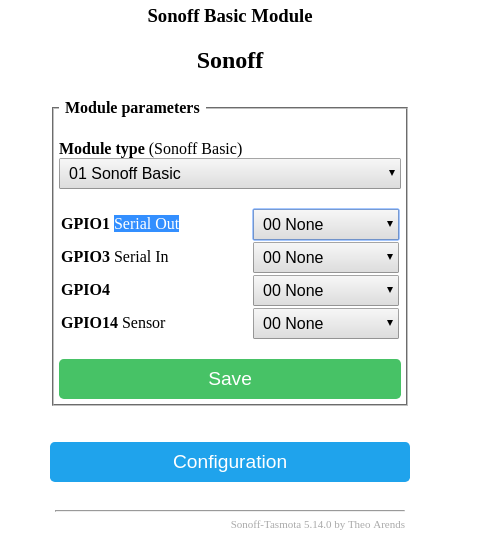 Sonoff Basic Module
Sonoff
Module parameters
Module type (Sonoff Basic)
01 Sonoff Basic
GPIO1 Serial Out 00 None
GPIO3 Serial In 00 None
GPIO4 00 None
GPIO14 Sensor 00 None
Save
Configuration
Sonoff-Tasmota 5.14.0 by Theo Arends